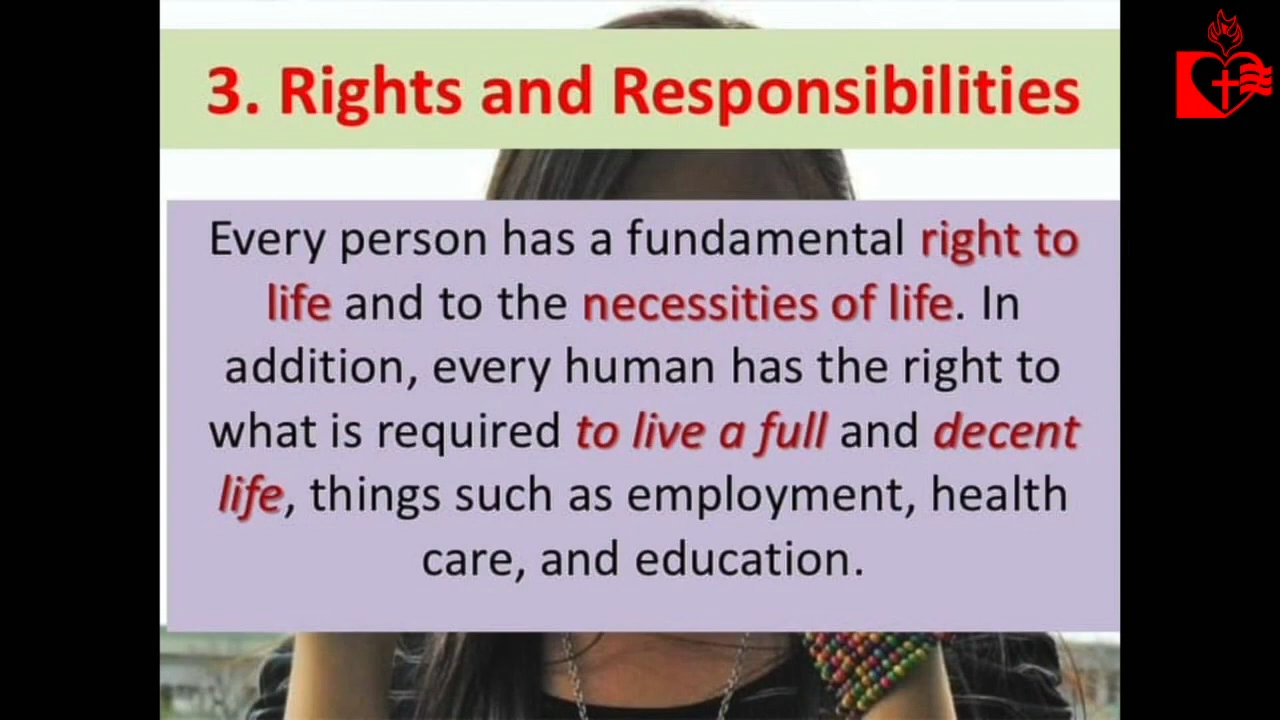 3. Rights and Responsibilities
Every person has a fundamental right to
life and to the necessities of life. In
addition, every human has the right to
what is required to live a full and decent
life, things such as employment, health
care, and education.